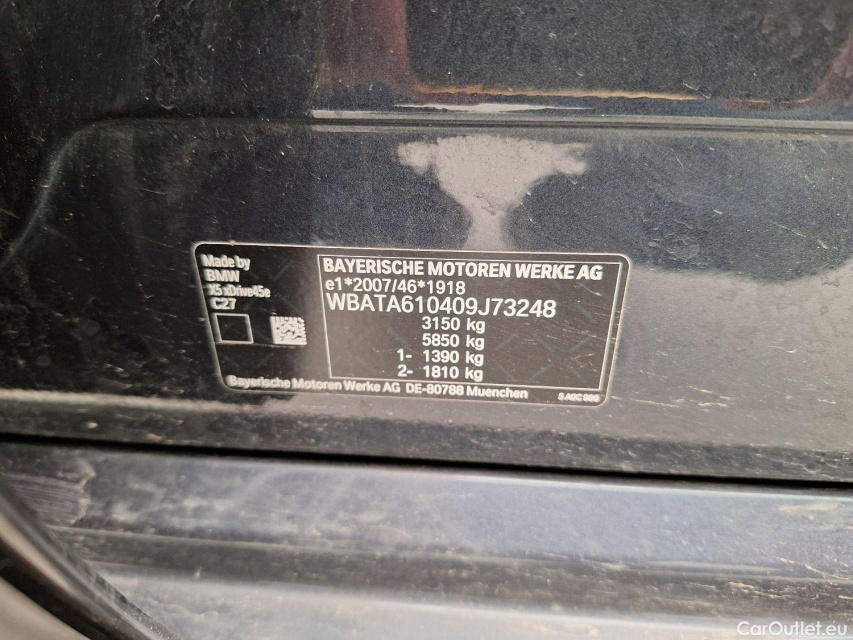 Made by
BMW
X5 xDrive45e
C27
BAYERISCHE MOTOREN WERKE AG
e1*2007/46*1918
WBATA610409J73248
3150 kg
5850 kg
1- 1390 kg
2- 1810 kg
Bayerische Motoren Werke AG DE-80788 Muenchen
CarOutlet.eu